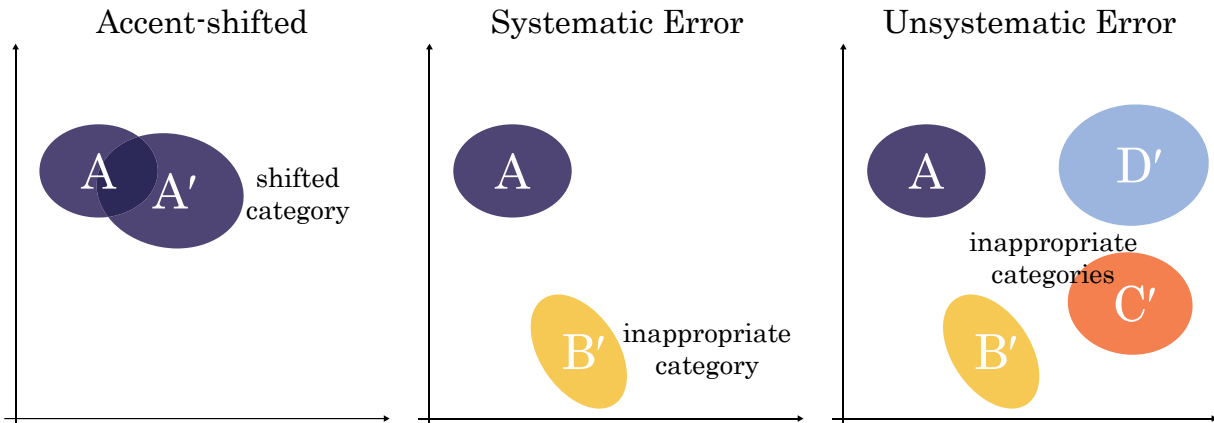 Accent-shifted
A
A′
shifted
category
Systematic Error
A
B′
inappropriate
category
Unsystematic Error
A
D′
inappropriate
categories
C′
B′